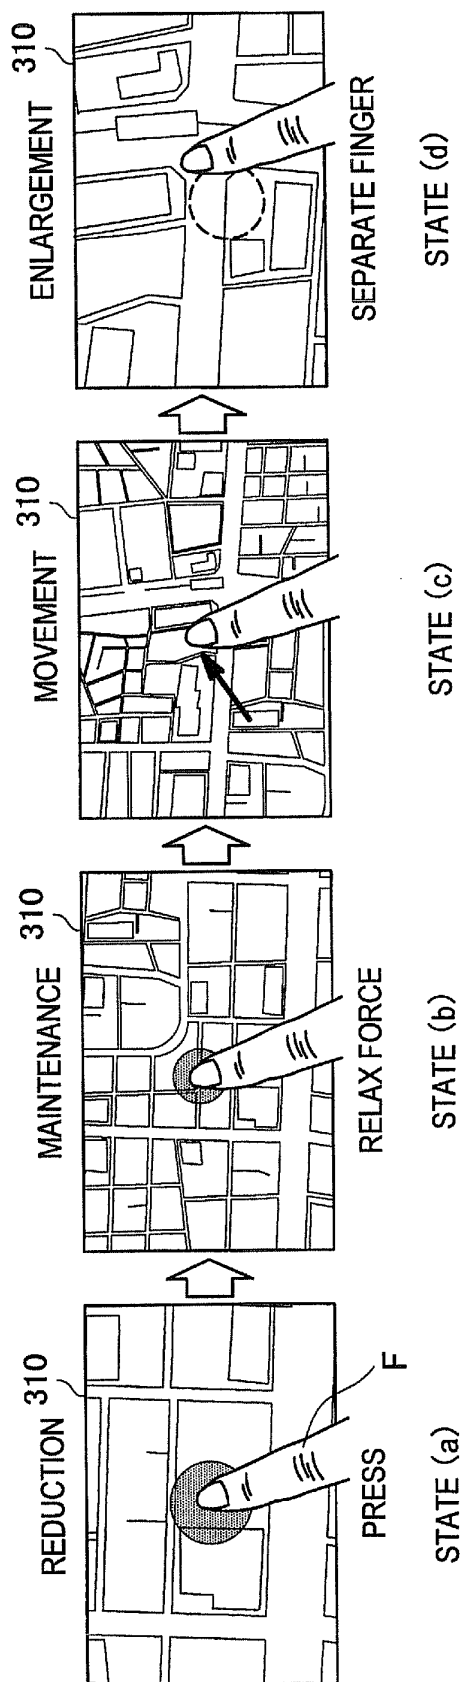 REDUCTION
310
PRESS
F
STATE (a)
MAINTENANCE
310
RELAX FORCE
STATE (b)
MOVEMENT
310
STATE (c)
ENLARGEMENT
310
SEPARATE FINGER
STATE (d)